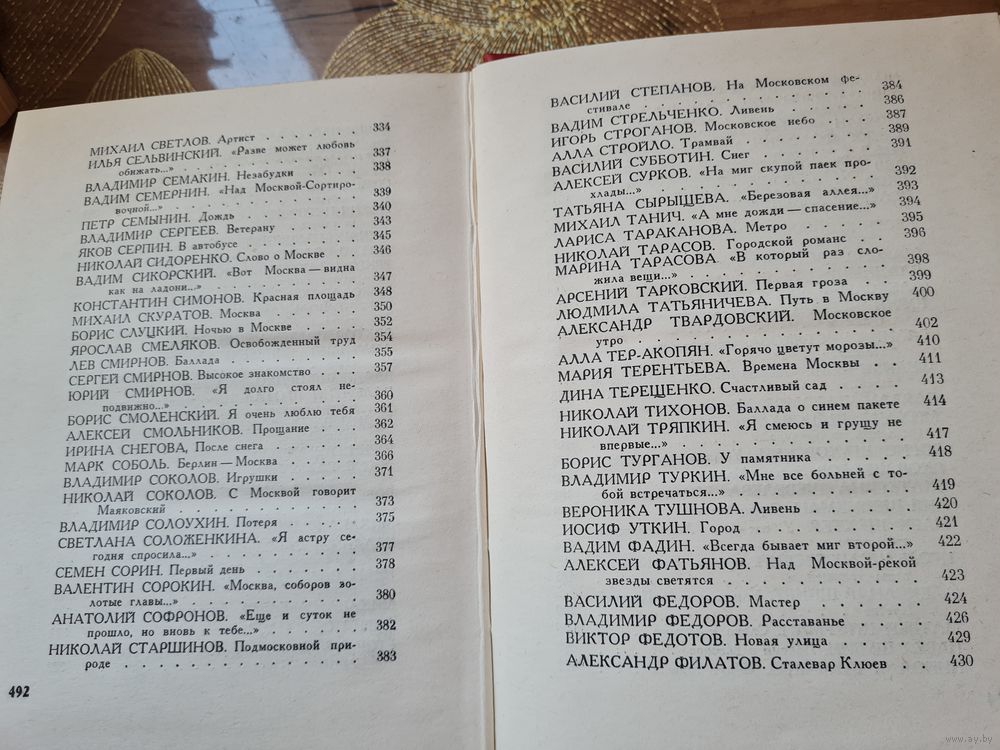 МИХАИЛ СВЕТЛОВ. Артист . . . . . . . 334
ИЛЬЯ СЕЛЬВИНСКИЙ. «Разве может любовь
обижать...» . . . . . . . . . . . . 337
ВЛАДИМИР СЕМАКИН. Незабудки . . . . 338
ВАДИМ СЕМЕРНИН. «Над Москвой-Сортиро-
вочной...» . . . . . . . . . . . . 339
ПЕТР СЕМЫНИН. Дождь . . . . . . . . 340
ВЛАДИМИР СЕРГЕЕВ. Ветерану . . . . . 343
ЯКОВ СЕРПИН. В автобусе . . . . . . 345
НИКОЛАЙ СИДОРЕНКО. Слово о Москве . . 346
ВАДИМ СИКОРСКИЙ. «Вот Москва — видна
как на ладони...» . . . . . . . . . 347
КОНСТАНТИН СИМОНОВ. Красная площадь 348
МИХАИЛ СКУРАТОВ. Москва . . . . . . 350
БОРИС СЛУЦКИЙ. Ночью в Москве . . . 352
ЯРОСЛАВ СМЕЛЯКОВ. Освобожденный труд 354
ЛЕВ СМИРНОВ. Баллада . . . . . . . . 355
СЕРГЕЙ СМИРНОВ. Высокое знакомство . . 357
ЮРИЙ СМИРНОВ. «Я долго стоял не-
подвижно...» . . . . . . . . . . . 360
БОРИС СМОЛЕНСКИЙ. Я очень люблю тебя 361
АЛЕКСЕЙ СМОЛЬНИКОВ. Прощание . . . . 362
ИРИНА СНЕГОВА, После снега . . . . . 364
МАРК СОБОЛЬ. Берлин — Москва . . . . 366
ВЛАДИМИР СОКОЛОВ. Игрушки . . . . . 371
НИКОЛАЙ СОКОЛОВ. С Москвой говорит
Маяковский . . . . . . . . . . . . 373
ВЛАДИМИР СОЛОУХИН. Потеря . . . . . 375
СВЕТЛАНА СОЛОЖЕНКИНА. «Я астру се-
годня спросила...» . . . . . . . . . 377
СЕМЕН СОРИН. Первый день . . . . . . 378
ВАЛЕНТИН СОРОКИН. «Москва, соборов зо-
лотые главы...» . . . . . . . . . . 380
АНАТОЛИЙ СОФРОНОВ. «Еще и суток не
прошло, но вновь к тебе...» . . . . . 382
НИКОЛАЙ СТАРШИНОВ. Подмосковной при-
роде . . . . . . . . . . . . . . . 383
492
ВАСИЛИЙ СТЕПАНОВ. На Московском фе-
стивале . . . . . . . . . . . . . . 384
ВАДИМ СТРЕЛЬЧЕНКО. Ливень . . . . . 386
ИГОРЬ СТРОГАНОВ. Московское небо . . 387
АЛЛА СТРОЙЛО. Трамвай . . . . . . . 389
ВАСИЛИЙ СУББОТИН. Снег . . . . . . . 391
АЛЕКСЕЙ СУРКОВ. «На миг скупой паек про-
хлады...» . . . . . . . . . . . . . 392
ТАТЬЯНА СЫРЫЩЕВА. «Березовая аллея...» 393
МИХАИЛ ТАНИЧ. «А мне дожди — спасение...» 394
ЛАРИСА ТАРАКАНОВА. Метро . . . . . . 395
НИКОЛАЙ ТАРАСОВ. Городской романс . . 396
МАРИНА ТАРАСОВА. «В который раз сло-
жила вещи...» . . . . . . . . . . . 398
АРСЕНИЙ ТАРКОВСКИЙ. Первая гроза . . 399
ЛЮДМИЛА ТАТЬЯНИЧЕВА. Путь в Москву 400
АЛЕКСАНДР ТВАРДОВСКИЙ. Московское
утро . . . . . . . . . . . . . . . 402
АЛЛА ТЕР-АКОПЯН. «Горячо цветут морозы...» 410
МАРИЯ ТЕРЕНТЬЕВА. Времена Москвы . . 411
ДИНА ТЕРЕЩЕНКО. Счастливый сад . . . 413
НИКОЛАЙ ТИХОНОВ. Баллада о синем пакете 414
НИКОЛАЙ ТРЯПКИН. «Я смеюсь и грущу не
впервые...» . . . . . . . . . . . . 417
БОРИС ТУРГАНОВ. У памятника . . . . 418
ВЛАДИМИР ТУРКИН. «Мне все больней с то-
бой встречаться...» . . . . . . . . . 419
ВЕРОНИКА ТУШНОВА. Ливень . . . . . . 420
ИОСИФ УТКИН. Город . . . . . . . . . 421
ВАДИМ ФАДИН. «Всегда бывает миг второй...» 422
АЛЕКСЕЙ ФАТЬЯНОВ. Над Москвой-рекой
звезды светятся . . . . . . . . . . 423
ВАСИЛИЙ ФЕДОРОВ. Мастер . . . . . . 424
ВЛАДИМИР ФЕДОРОВ. Расставанье . . . 426
ВИКТОР ФЕДОТОВ. Новая улица . . . . 429
АЛЕКСАНДР ФИЛАТОВ. Сталевар Клюев . . 430
www.ay.by